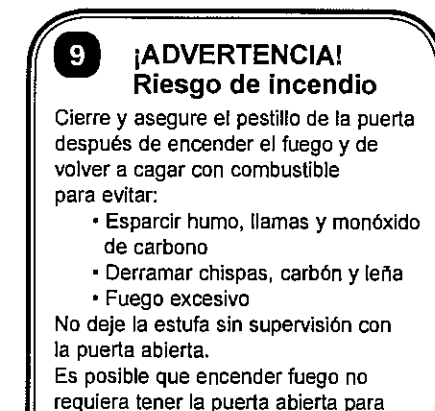 9 ¡ADVERTENCIA!
Riesgo de incendio
Cierre y asegure el pestillo de la puerta
después de encender el fuego y de
volver a cagar con combustible
para evitar:
• Esparcir humo, llamas y monóxido
de carbono
• Derramar chispas, carbón y leña
• Fuego excesivo
No deje la estufa sin supervisión con
la puerta abierta.
Es posible que encender fuego no
requiera tener la puerta abierta para